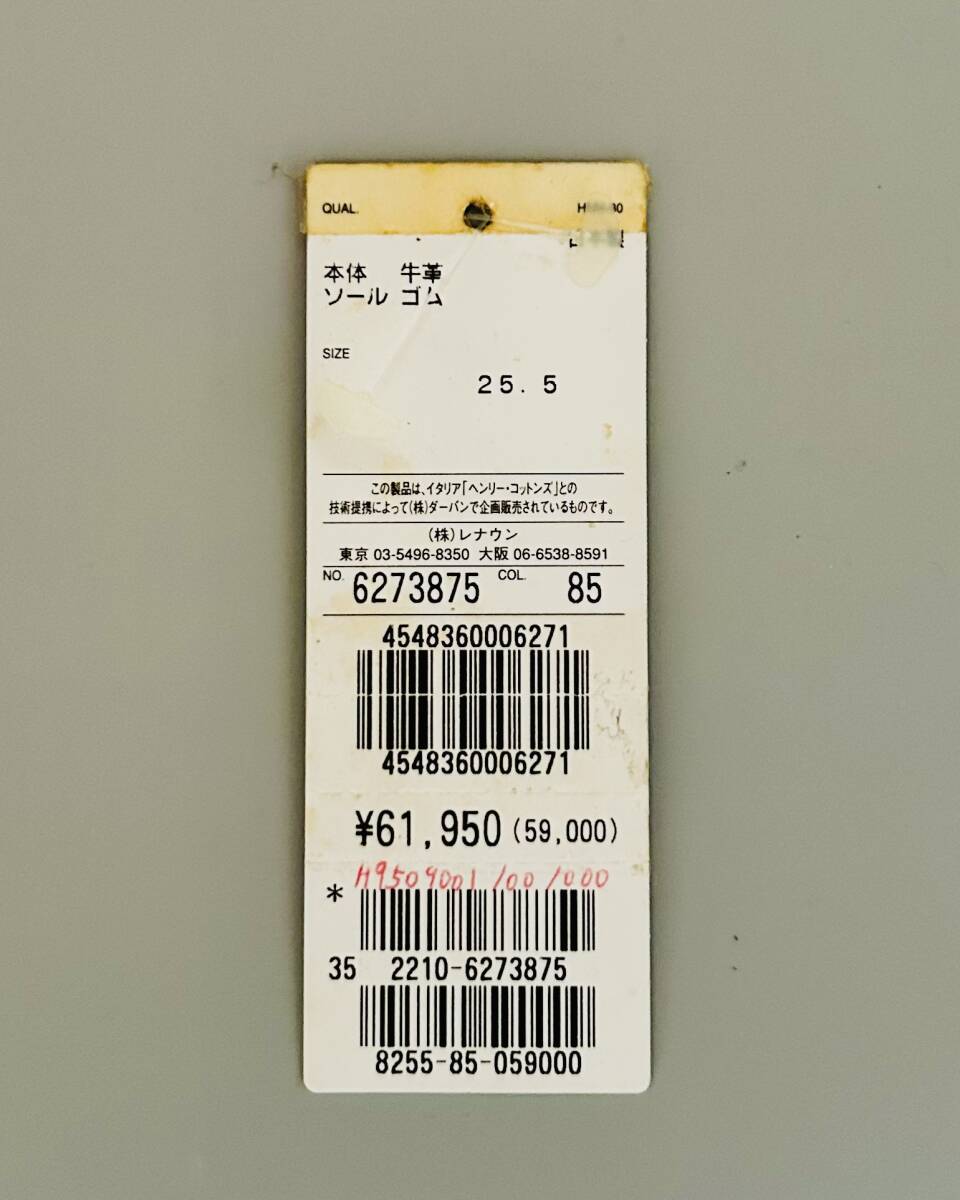 QUAL.
本体 牛革
ソール ゴム
SIZE
25.5
この製品は、イタリア「ヘンリー・コットンズ」との
技術提携によって(株)ダーバンで企画販売されているものです。
(株)レナウン
東京 03-5496-8350 大阪 06-6538-8591
NO. 6273875 COL. 85
4548360006271
4548360006271
¥61,950 (59,000)
H9509001/00/000
*
35 2210-6273875
8255-85-059000